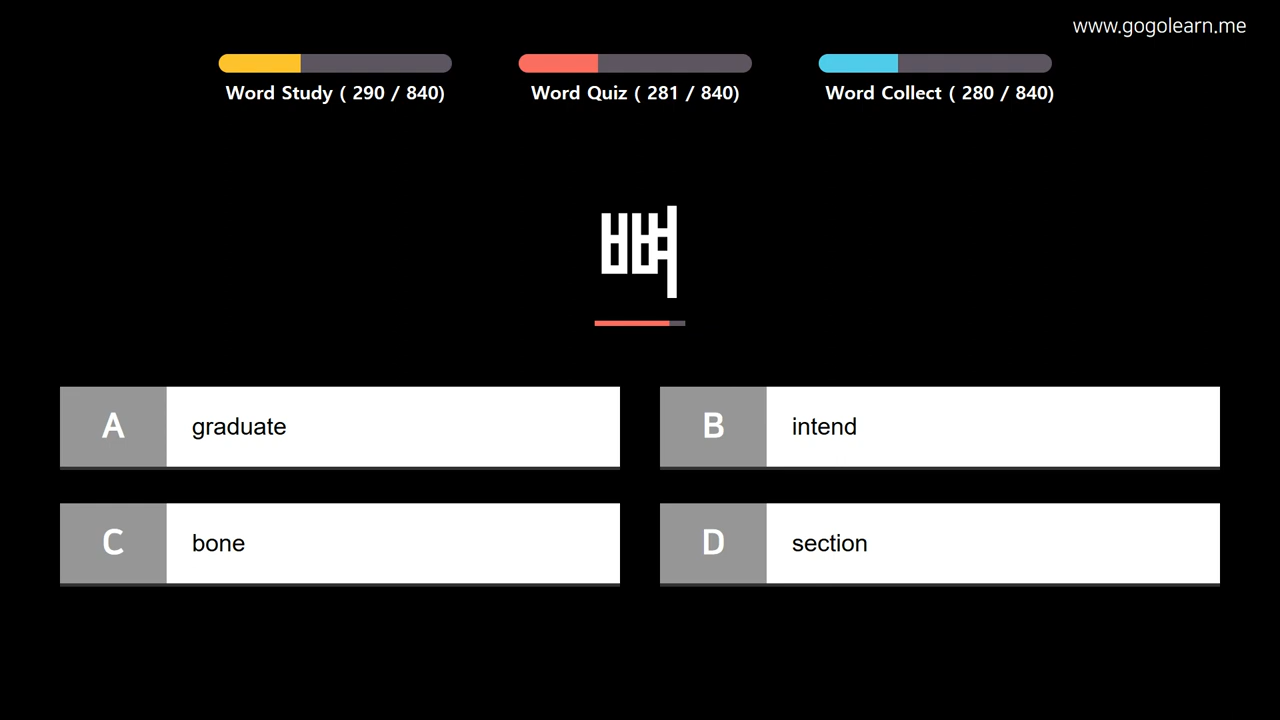 www.gogolearn.me
Word Study ( 290 / 840)
Word Quiz ( 281 / 840)
Word Collect ( 280 / 840)
뼈
A graduate
B intend
C bone
D section